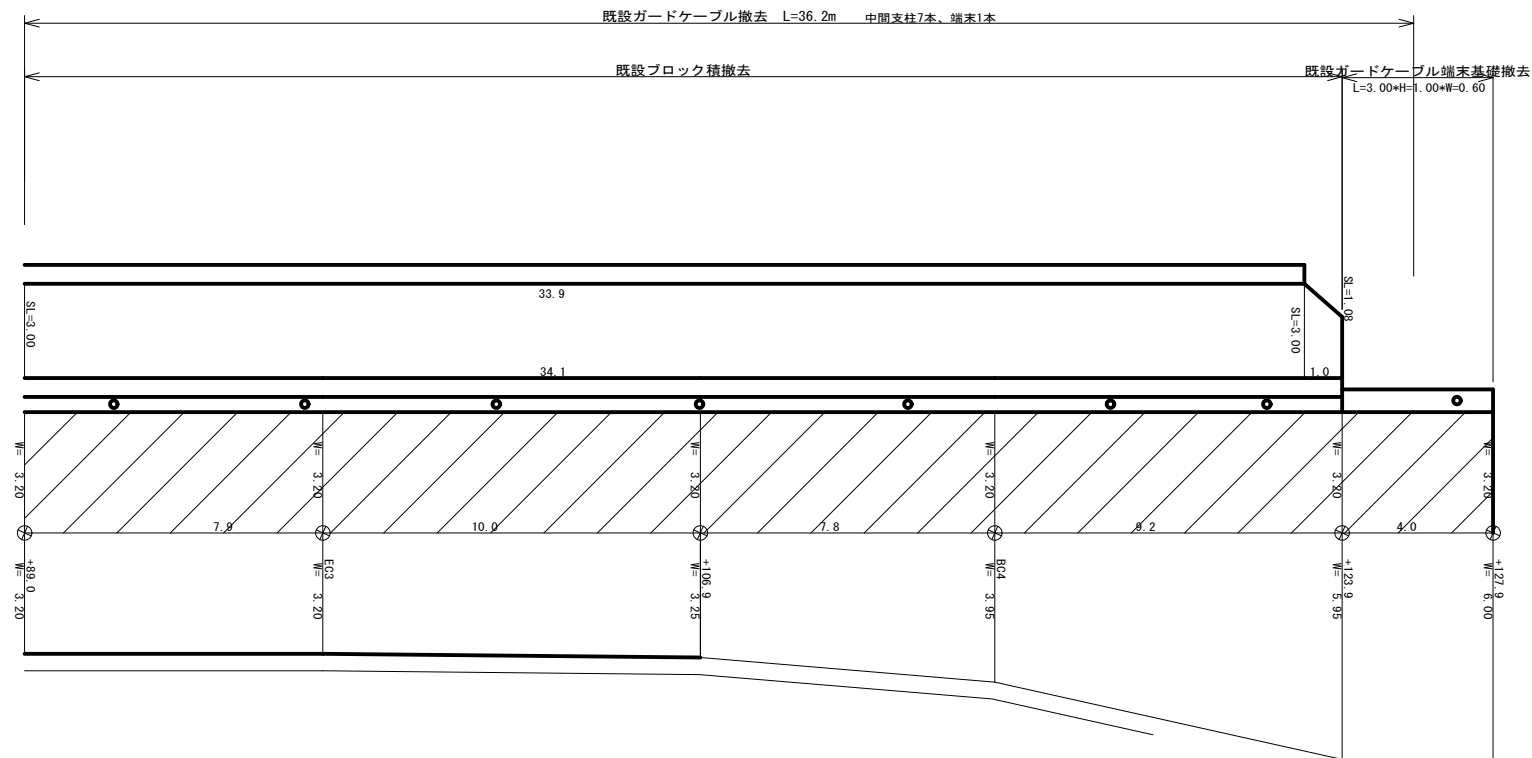 既設ガードケーブル撤去 L=36.2m 中間支柱7本、端末1本
既設ブロック積撤去
既設ガードケーブル端末基礎撤去
L=3.00*H=1.00*W=0.60
33.9
SL=3.00
SL=3.00
SL=1.08
34.1
1.0
W= 3.20
W= 3.20
W= 3.20
W= 3.20
W= 3.20
W= 3.20
7.9
10.0
7.8
9.2
4.0
+89.0
W= 3.20
EC3
W= 3.20
+106.9
W= 3.25
BC4
W= 3.95
+123.9
W= 5.95
+127.9
W= 6.00